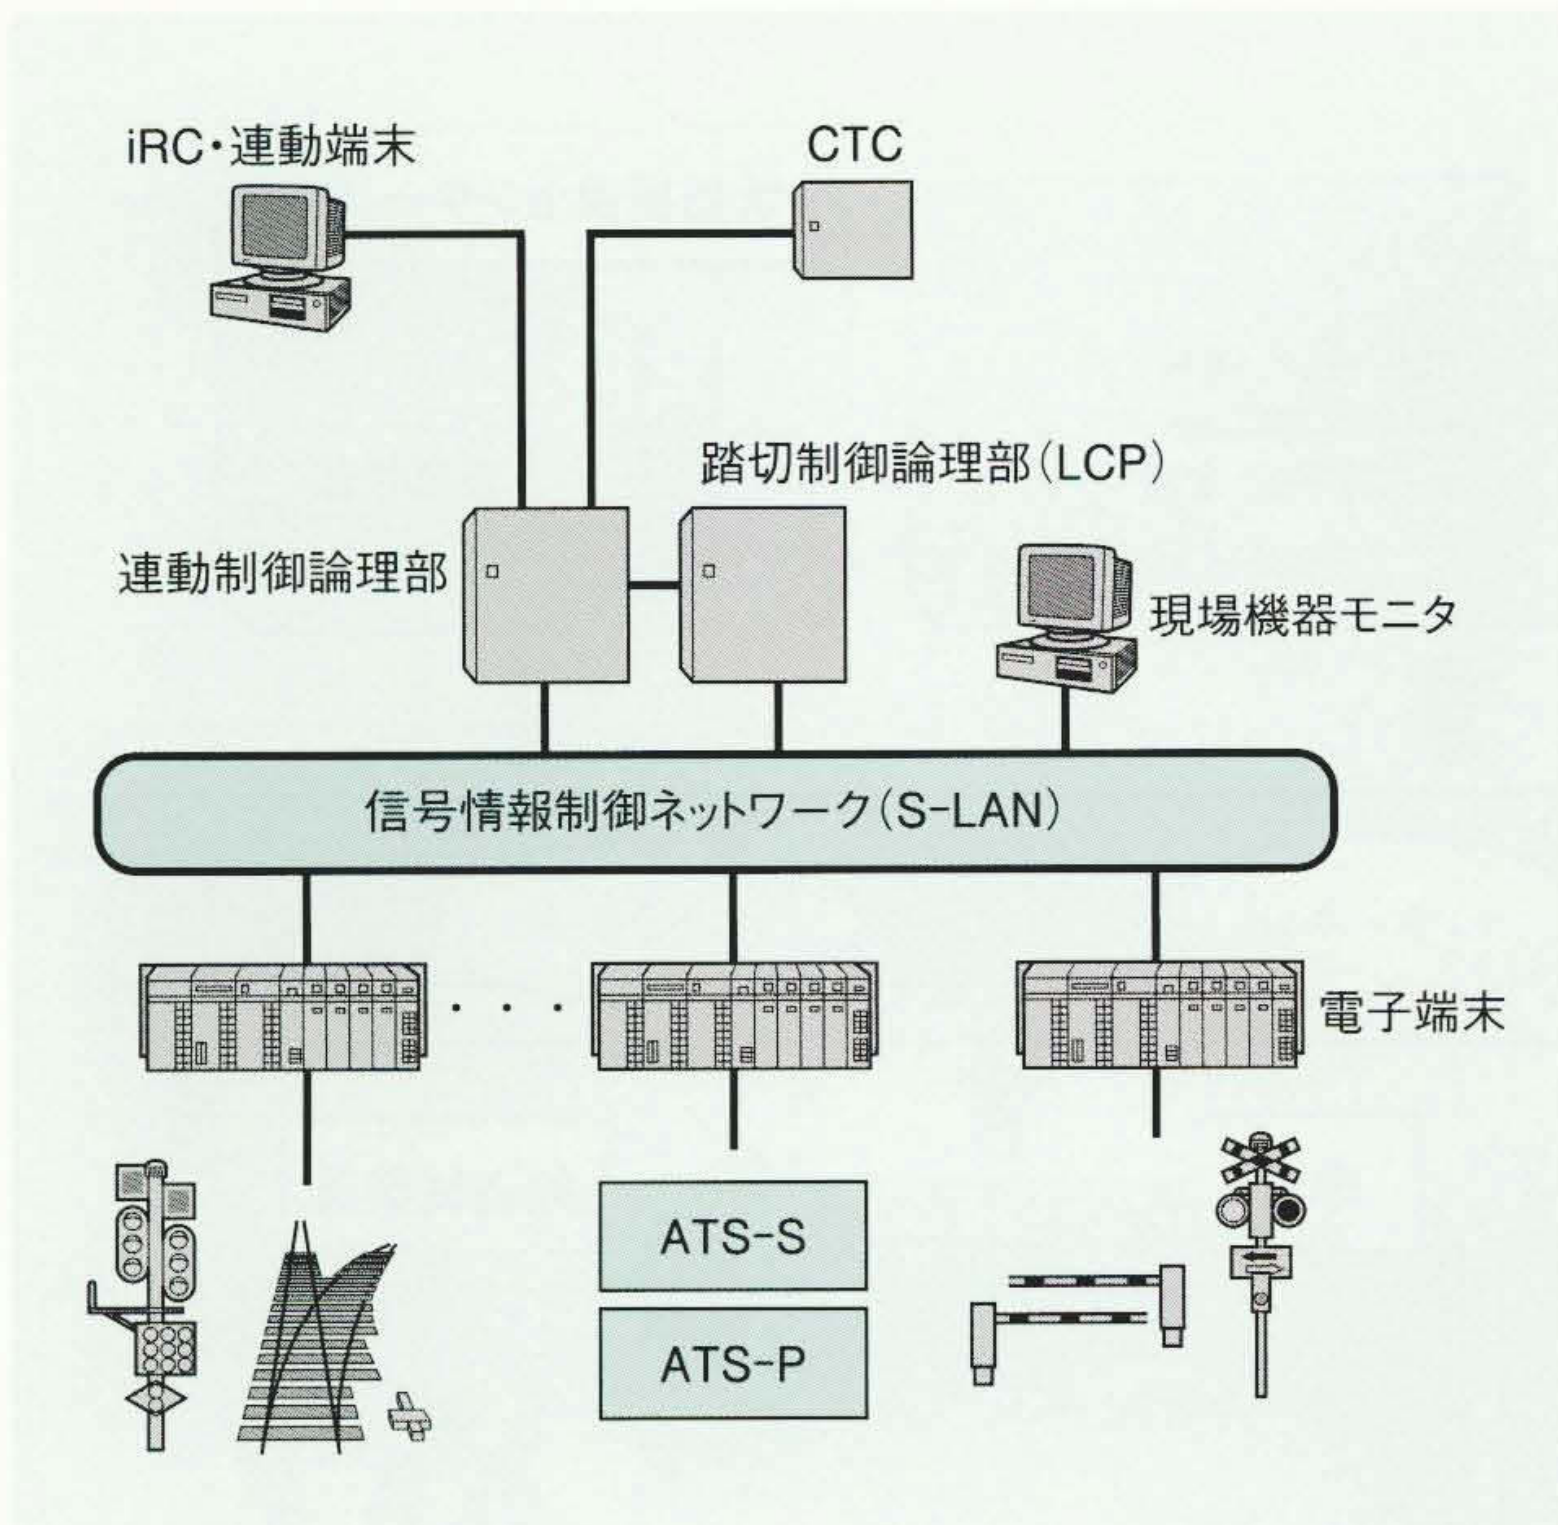 iRC・連動端末
CTC
踏切制御論理部(LCP)
連動制御論理部
現場機器モニタ
信号情報制御ネットワーク(S-LAN)
電子端末
ATS-S
ATS-P